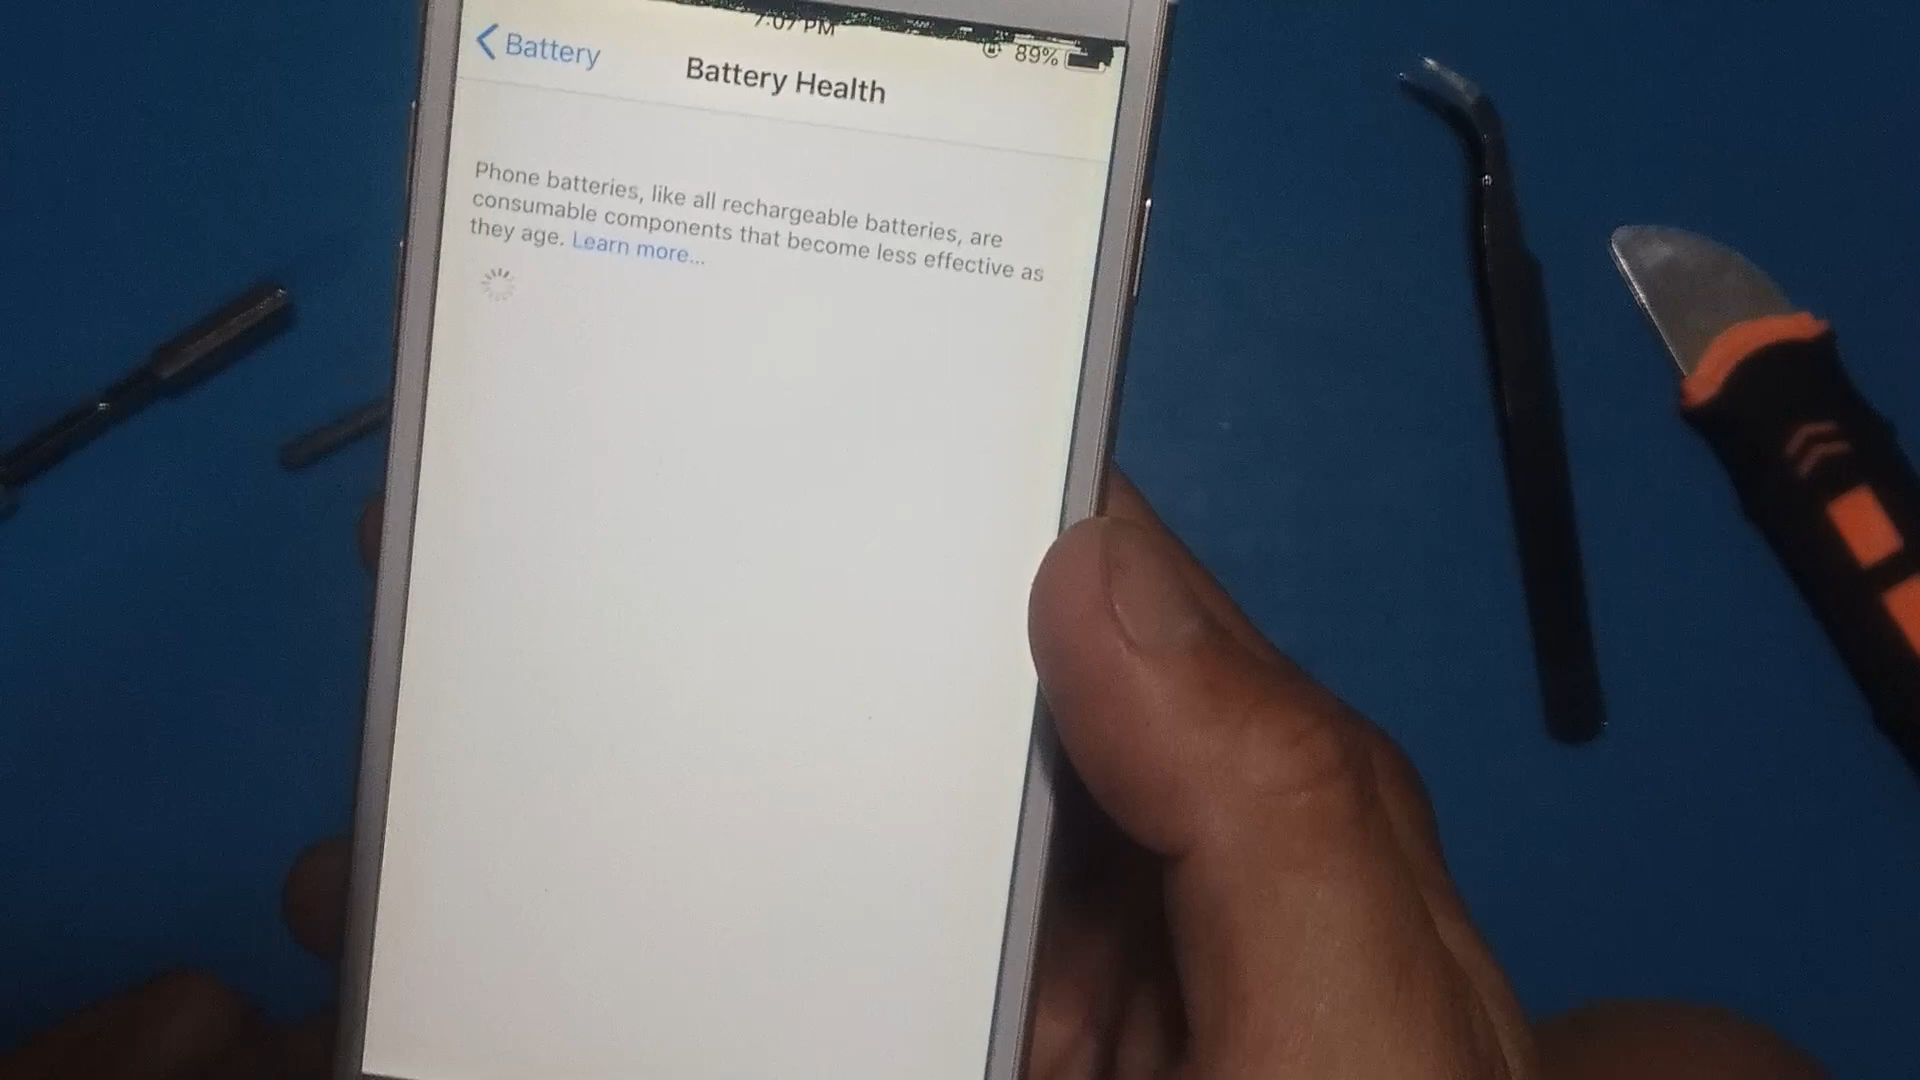 7:07 PM
89%
Battery
Battery Health
Phone batteries, like all rechargeable batteries, are
consumable components that become less effective as
they age. Learn more...